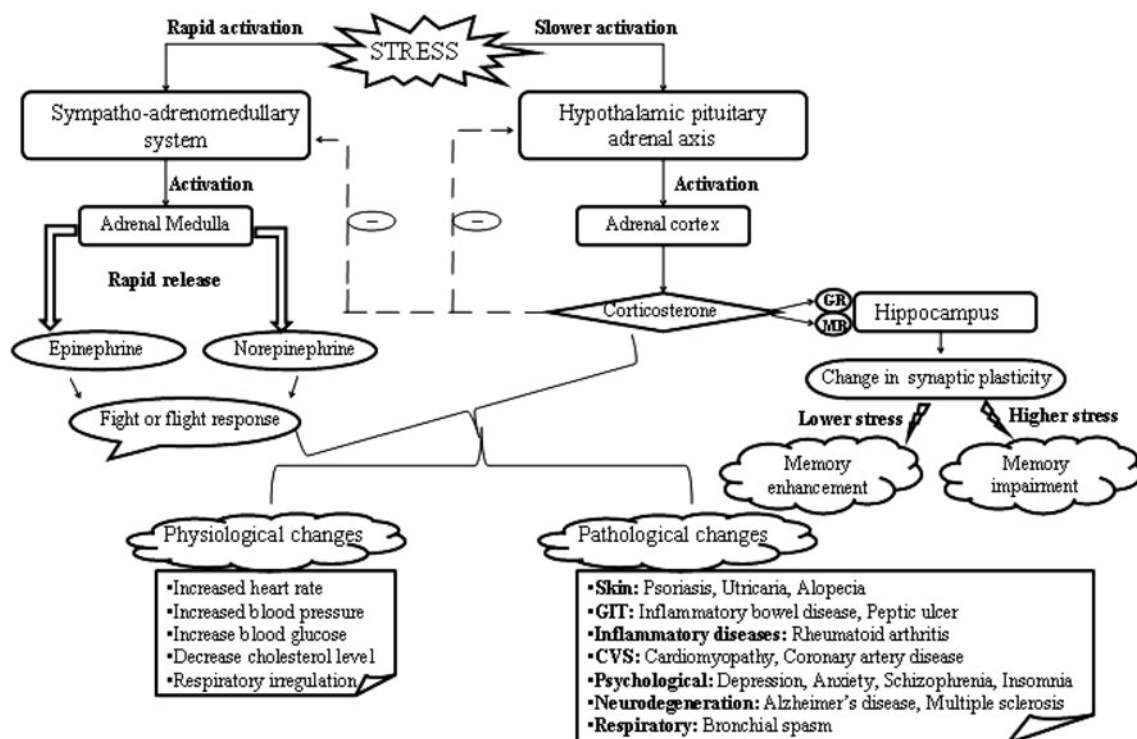 Rapid activation
STRESS
Slower activation
Sympatho-adrenomedullary
system
Hypothalamic pituitary
adrenal axis
Activation
Activation
Adrenal Medulla
Adrenal cortex
−
−
Rapid release
Corticosterone
GR
MR
Hippocampus
Epinephrine
Norepinephrine
Change in synaptic plasticity
Fight or flight response
Lower stress
Higher stress
Memory
enhancement
Memory
impairment
Physiological changes
▪Increased heart rate
▪Increased blood pressure
▪Increase blood glucose
▪Decrease cholesterol level
▪Respiratory irregulation
Pathological changes
▪Skin: Psoriasis, Utricaria, Alopecia
▪GIT: Inflammatory bowel disease, Peptic ulcer
▪Inflammatory diseases: Rheumatoid arthritis
▪CVS: Cardiomyopathy, Coronary artery disease
▪Psychological: Depression, Anxiety, Schizophrenia, Insomnia
▪Neurodegeneration: Alzheimer's disease, Multiple sclerosis
▪Respiratory: Bronchial spasm